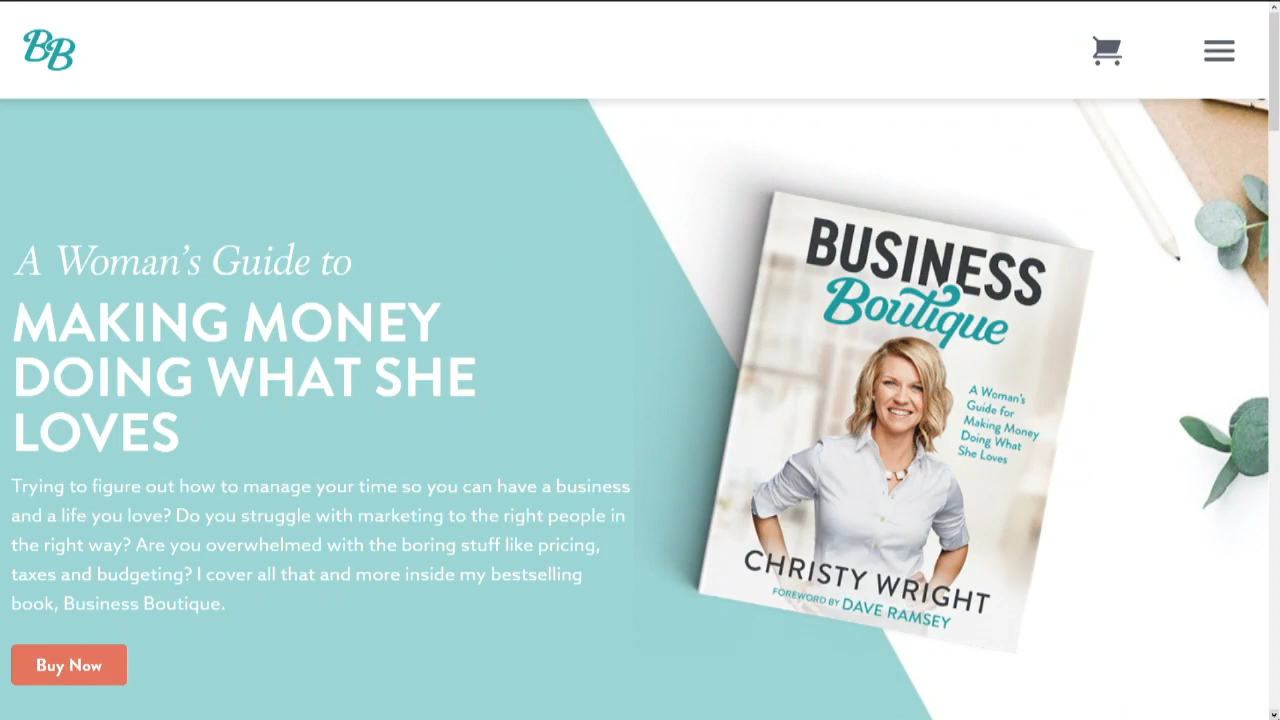 BB
A Woman's Guide to
MAKING MONEY
DOING WHAT SHE
LOVES
Trying to figure out how to manage your time so you can have a business
and a life you love? Do you struggle with marketing to the right people in
the right way? Are you overwhelmed with the boring stuff like pricing,
taxes and budgeting? I cover all that and more inside my bestselling
book, Business Boutique.
Buy Now
BUSINESS
Boutique
A Woman's
Guide for
Making Money
Doing What
She Loves
CHRISTY WRIGHT
FOREWORD BY DAVE RAMSEY